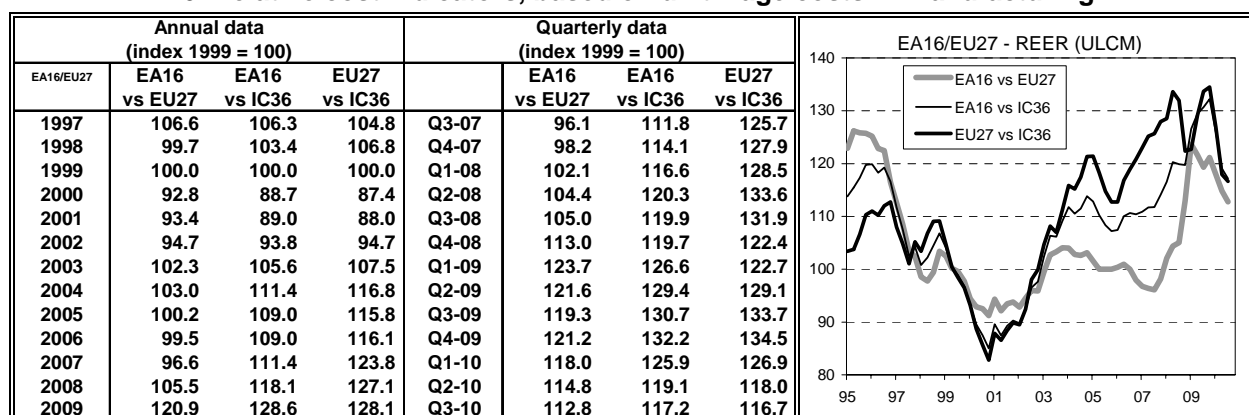 Relative cost indicators, based on unit wage costs in manufacturing
Annual data Quarterly data
(index 1999 = 100) (index 1999 = 100)
EA16/EU27 EA16 EA16 EU27 EA16 EA16 EU27
vs EU27 vs IC36 vs IC36 vs EU27 vs IC36 vs IC36
1997 106.6 106.3 104.8 Q3-07 96.1 111.8 125.7
1998 99.7 103.4 106.8 Q4-07 98.2 114.1 127.9
1999 100.0 100.0 100.0 Q1-08 102.1 116.6 128.5
2000 92.8 88.7 87.4 Q2-08 104.4 120.3 133.6
2001 93.4 89.0 88.0 Q3-08 105.0 119.9 131.9
2002 94.7 93.8 94.7 Q4-08 113.0 119.7 122.4
2003 102.3 105.6 107.5 Q1-09 123.7 126.6 122.7
2004 103.0 111.4 116.8 Q2-09 121.6 129.4 129.1
2005 100.2 109.0 115.8 Q3-09 119.3 130.7 133.7
2006 99.5 109.0 116.1 Q4-09 121.2 132.2 134.5
2007 96.6 111.4 123.8 Q1-10 118.0 125.9 126.9
2008 105.5 118.1 127.1 Q2-10 114.8 119.1 118.0
2009 120.9 128.6 128.1 Q3-10 112.8 117.2 116.7
EA16/EU27 - REER (ULCM)
140
EA16 vs EU27
EA16 vs IC36
EU27 vs IC36
130
120
110
100
90
80
95 97 99 01 03 05 07 09